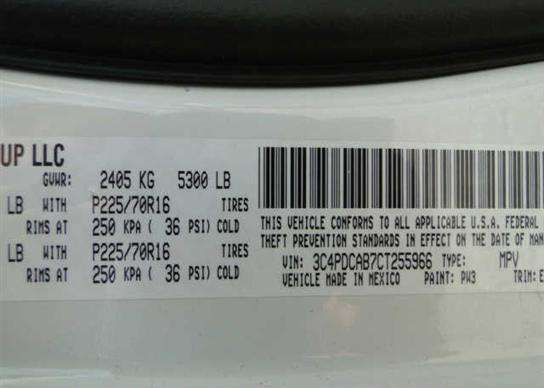 UP LLC
GVWR: 2405 KG 5300 LB
LB WITH P225/70R16 TIRES
RIMS AT 250 KPA ( 36 PSI) COLD
LB WITH P225/70R16 TIRES
RIMS AT 250 KPA ( 36 PSI) COLD
THIS VEHICLE CONFORMS TO ALL APPLICABLE U.S.A. FEDERAL
THEFT PREVENTION STANDARDS IN EFFECT ON THE DATE OF MAN
VIN: 3C4PDCAB7CT255966 TYPE: MPV
VEHICLE MADE IN MEXICO PAINT: PW3 TRIM: E